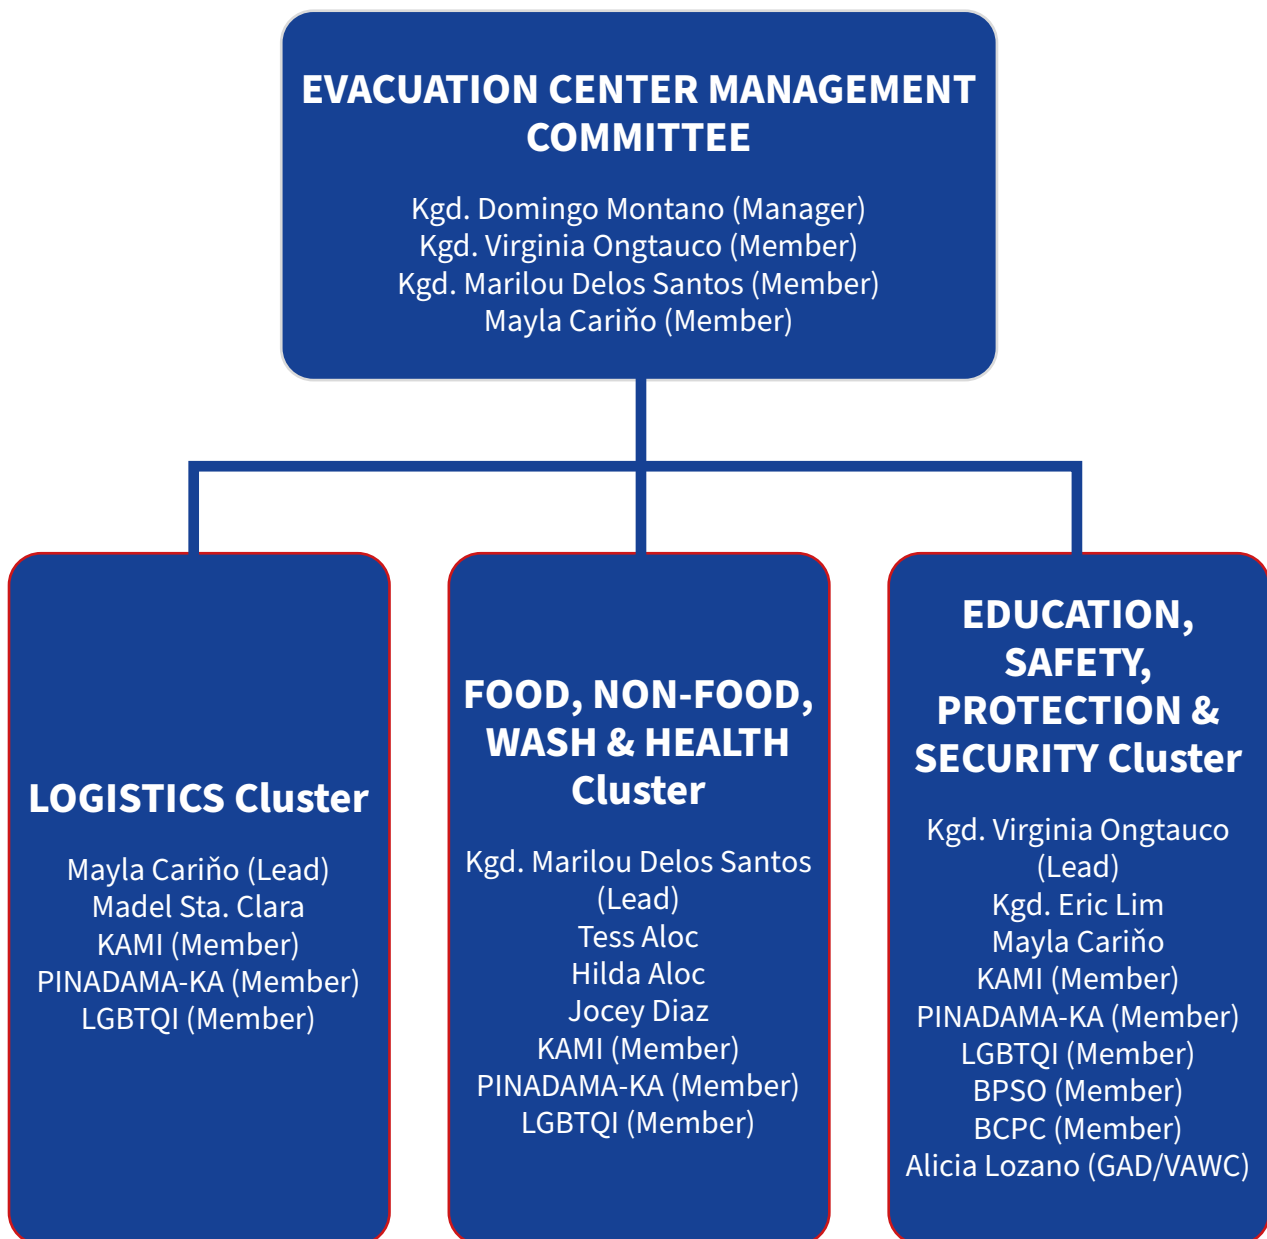 EVACUATION CENTER MANAGEMENT
COMMITTEE
Kgd. Domingo Montano (Manager)
Kgd. Virginia Ongtauco (Member)
Kgd. Marilou Delos Santos (Member)
Mayla Cariňo (Member)
LOGISTICS Cluster
Mayla Cariňo (Lead)
Madel Sta. Clara
KAMI (Member)
PINADAMA-KA (Member)
LGBTQI (Member)
FOOD, NON-FOOD,
WASH & HEALTH
Cluster
Kgd. Marilou Delos Santos
(Lead)
Tess Aloc
Hilda Aloc
Jocey Diaz
KAMI (Member)
PINADAMA-KA (Member)
LGBTQI (Member)
EDUCATION,
SAFETY,
PROTECTION &
SECURITY Cluster
Kgd. Virginia Ongtauco
(Lead)
Kgd. Eric Lim
Mayla Cariňo
KAMI (Member)
PINADAMA-KA (Member)
LGBTQI (Member)
BPSO (Member)
BCPC (Member)
Alicia Lozano (GAD/VAWC)